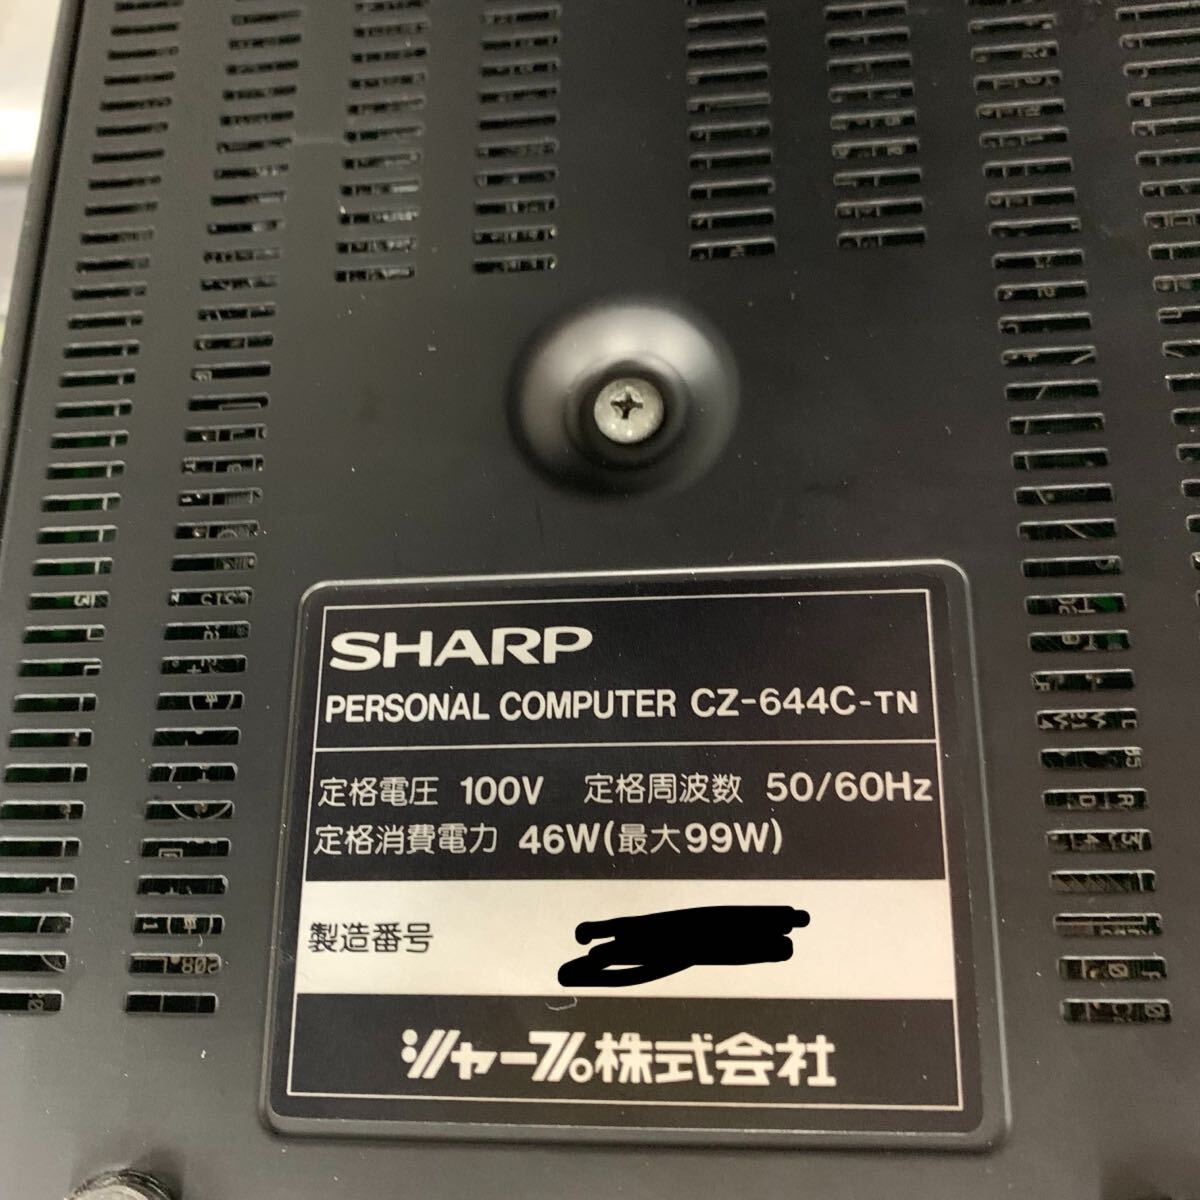 SHARP
PERSONAL COMPUTER CZ-644C-TN
定格電圧 100V 定格周波数 50/60Hz
定格消費電力 46W(最大99W)
製造番号
シャープ株式会社